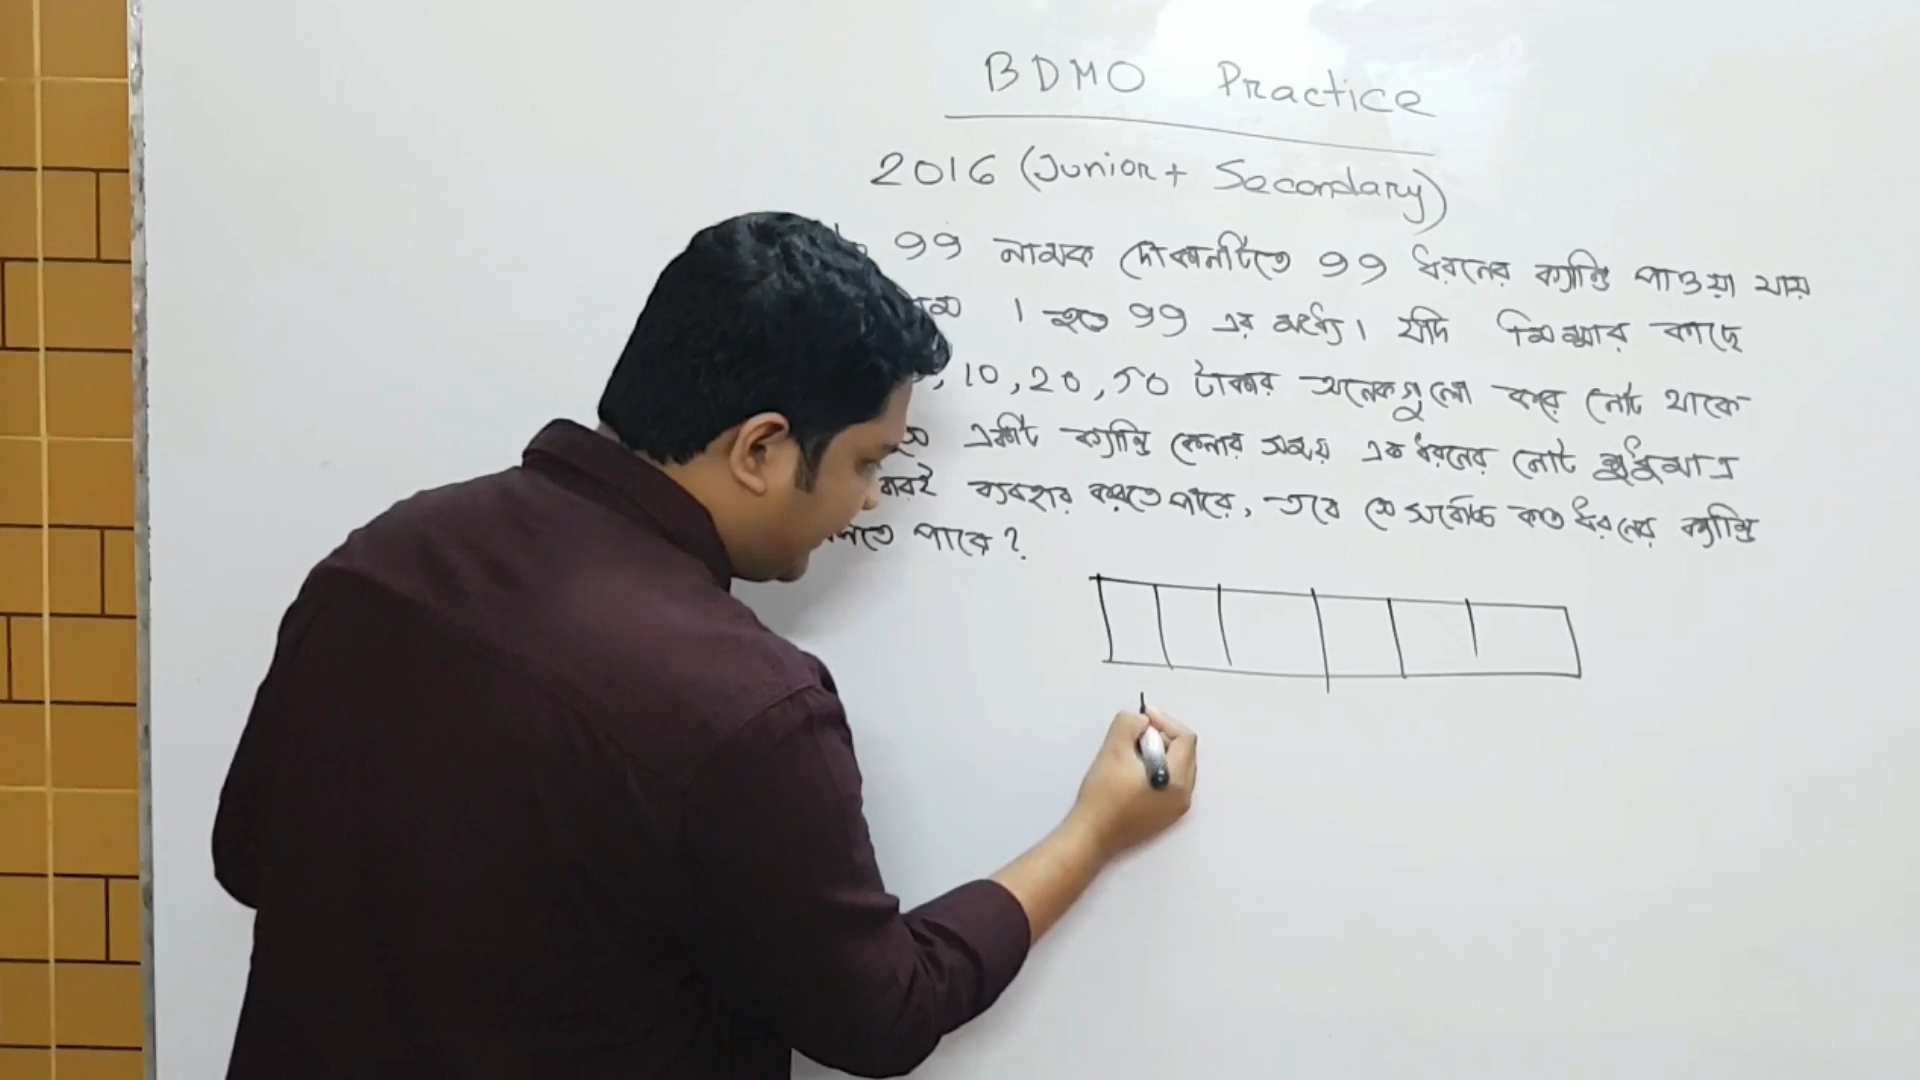 BDMO Practice
2016 (Junior + Secondary)
99 নামক দোকানটিতে 99 ধরনের ক্যান্ডি পাওয়া যায়
1 হতে 99 এর মধ্যে। যদি কাছে
, 10, 20, 50 টাকার অনেকগুলো করে নোট থাকে
একটি ক্যান্ডি কেনার সময় এক ধরনের নোট শুধুমাত্র
ব্যবহার করতে পারে, তবে সে সর্বোচ্চ কত ধরনের ক্যান্ডি
পারে?